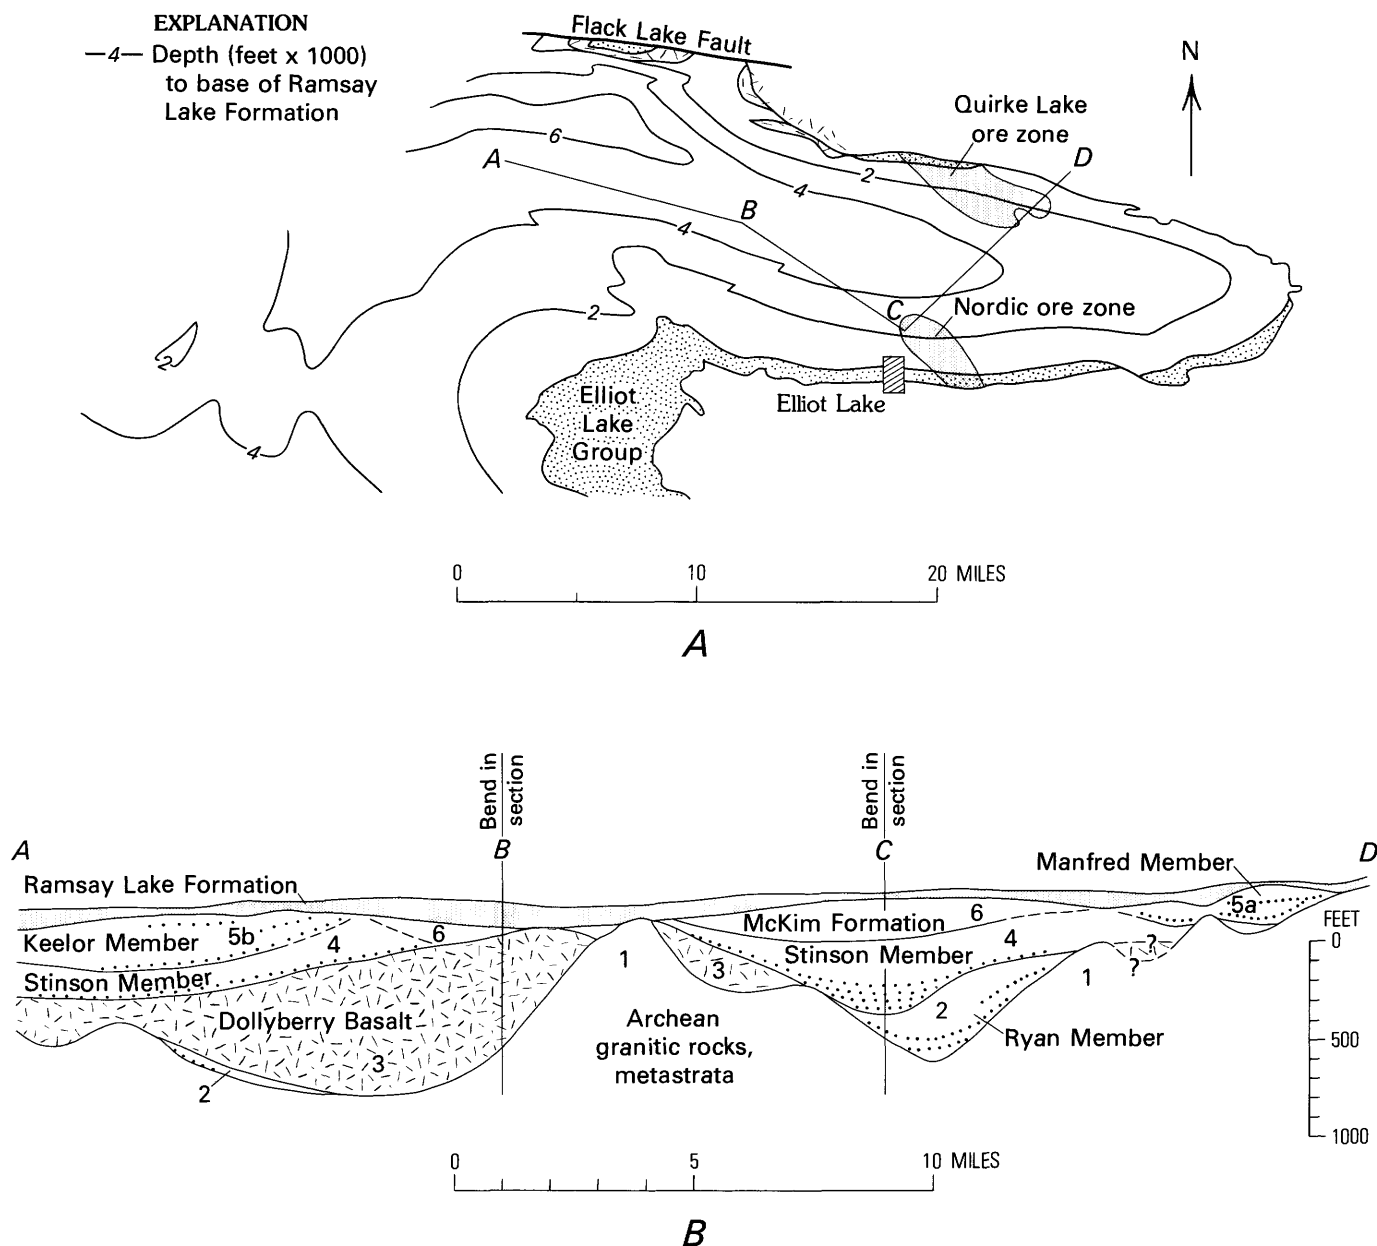 EXPLANATION
—4— Depth (feet x 1000)
to base of Ramsay
Lake Formation
Flack Lake Fault
N
Quirke Lake
ore zone
6
A
D
2
4
B
4
C
Nordic ore zone
2
2
Elliot
Lake
Group
Elliot Lake
4
0 10 20 MILES
A
Bend in
section
Bend in
section
A B C D
Manfred Member
Ramsay Lake Formation
5a
FEET
McKim Formation 6
Keelor Member 5b 4 6
0
Stinson Member
4
Stinson Member
1
3
?
?
1
2
Dollyberry Basalt
Archean
granitic rocks,
metastrata
Ryan Member
500
3
2
1000
0 5 10 MILES
B